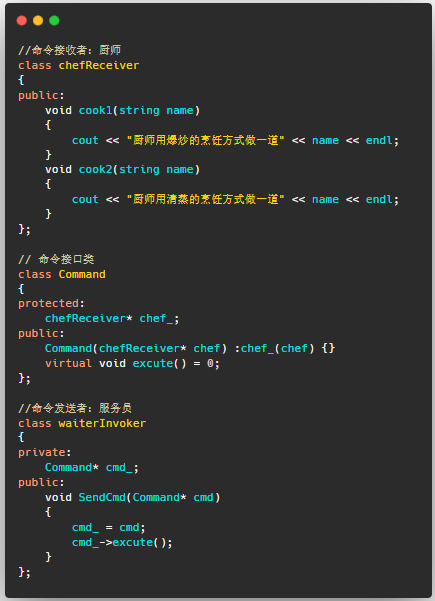 //命令接收者：厨师
class chefReceiver
{
public:
    void cook1(string name)
    {
        cout << "厨师用爆炒的烹饪方式做一道" << name << endl;
    }
    void cook2(string name)
    {
        cout << "厨师用清蒸的烹饪方式做一道" << name << endl;
    }
};
// 命令接口类
class Command
{
protected:
    chefReceiver* chef_;
public:
    Command(chefReceiver* chef) :chef_(chef) {}
    virtual void excute() = 0;
};
//命令发送者：服务员
class waiterInvoker
{
private:
    Command* cmd_;
public:
    void SendCmd(Command* cmd)
    {
        cmd_ = cmd;
        cmd_->excute();
    }
};